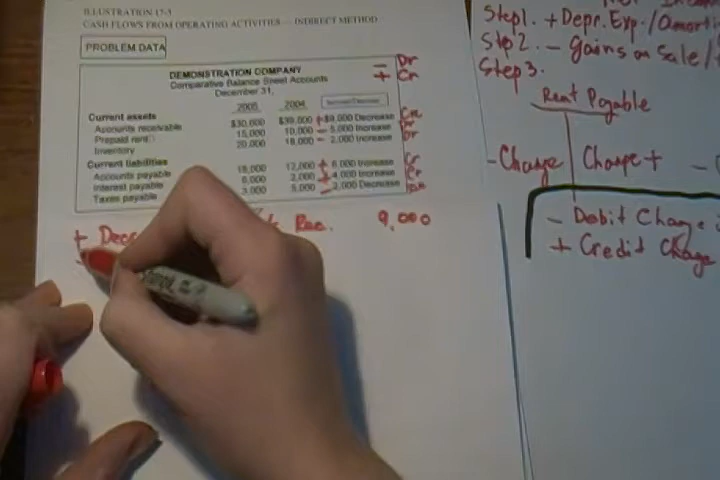 ILLUSTRATION 17-3
CASH FLOWS FROM OPERATING ACTIVITIES — INDIRECT METHOD
PROBLEM DATA
DEMONSTRATION COMPANY
Comparative Balance Sheet Accounts
December 31,
- Dr
+ Cr
2005 2004 Increase/Decrease
Current assets
Accounts receivable $30,000 $39,000 + $9,000 Decrease Cr
Prepaid rent 15,000 10,000 - 5,000 Increase Dr
Inventory 20,000 18,000 - 2,000 Increase Dr
Current liabilities
Accounts payable 18,000 12,000 + 6,000 Increase Cr
Interest payable 6,000 2,000 + 4,000 Increase Cr
Taxes payable 3,000 5,000 - 2,000 Decrease Dr
+ Decr Rec. 9,000
Step1. + Depr. Exp./Amorti
Step 2. - gains on Sale/
Step 3.
Rent Payable
- Change Change +
- Debit Change
+ Credit Change